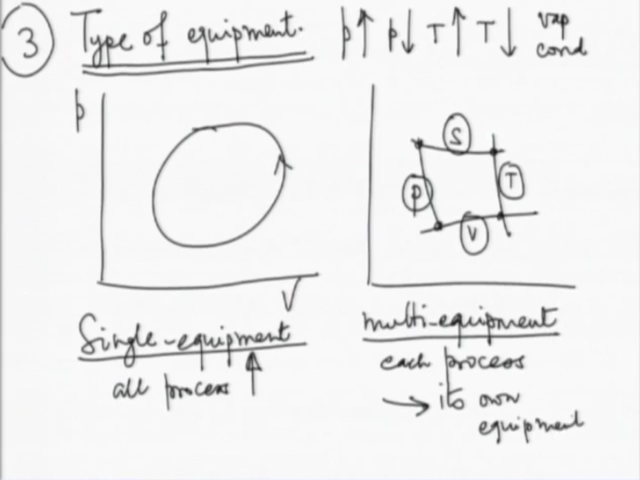 3 Type of equipment. p↑ p↓ T↑ T↓ vap
cond
p
S
P
T
V
V
Single-equipment
all process ↑
multi-equipment
each process
→ its own
equipment